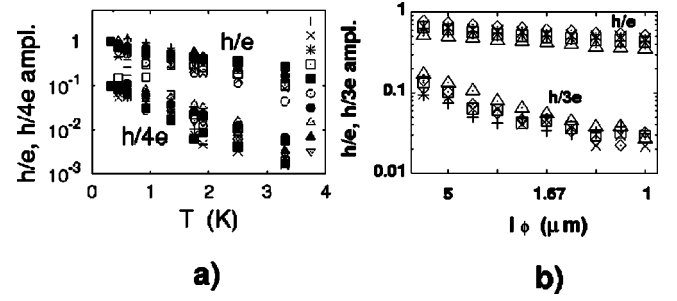 h/e, h/4e ampl.
1
10-1
10-2
10-3
h/e
h/4e
0 1 2 3 4
T (K)
a)
h/e, h/3e ampl.
1
0.1
0.01
h/e
h/3e
5 1.67 1
l ϕ (μm)
b)